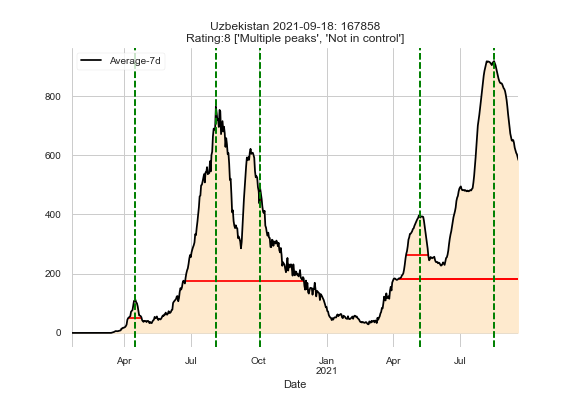 Uzbekistan 2021-09-18: 167858
Rating:8 ['Multiple peaks', 'Not in control']
Average-7d
800
600
400
200
0
Apr Jul Oct Jan Apr Jul
2021
Date